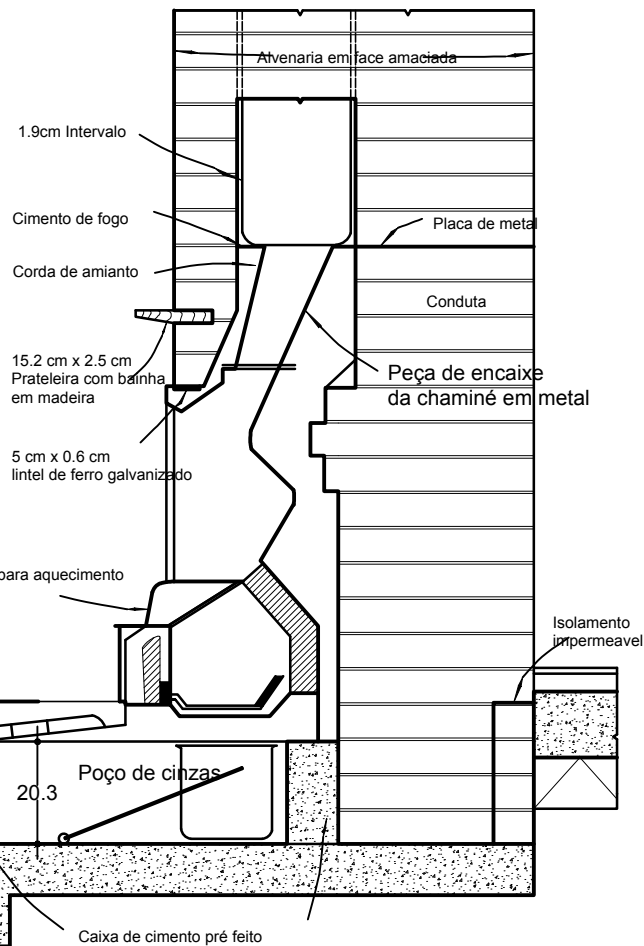 Alvenaria em face amaciada
1.9cm Intervalo
Cimento de fogo
Placa de metal
Corda de amianto
Conduta
15.2 cm x 2.5 cm
Prateleira com bainha
em madeira
Peça de encaixe
da chaminé em metal
5 cm x 0.6 cm
lintel de ferro galvanizado
para aquecimento
Isolamento
impermeavel
Poço de cinzas
20.3
Caixa de cimento pré feito